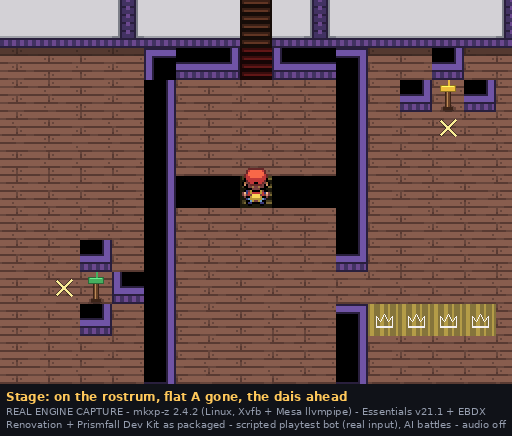 Stage: on the rostrum, flat A gone, the dais ahead
REAL ENGINE CAPTURE - mkxp-z 2.4.2 (Linux, Xvfb + Mesa llvmpipe) - Essentials v21.1 + EBDX
Renovation + Prismfall Dev Kit as packaged - scripted playtest bot (real input), AI battles - audio off